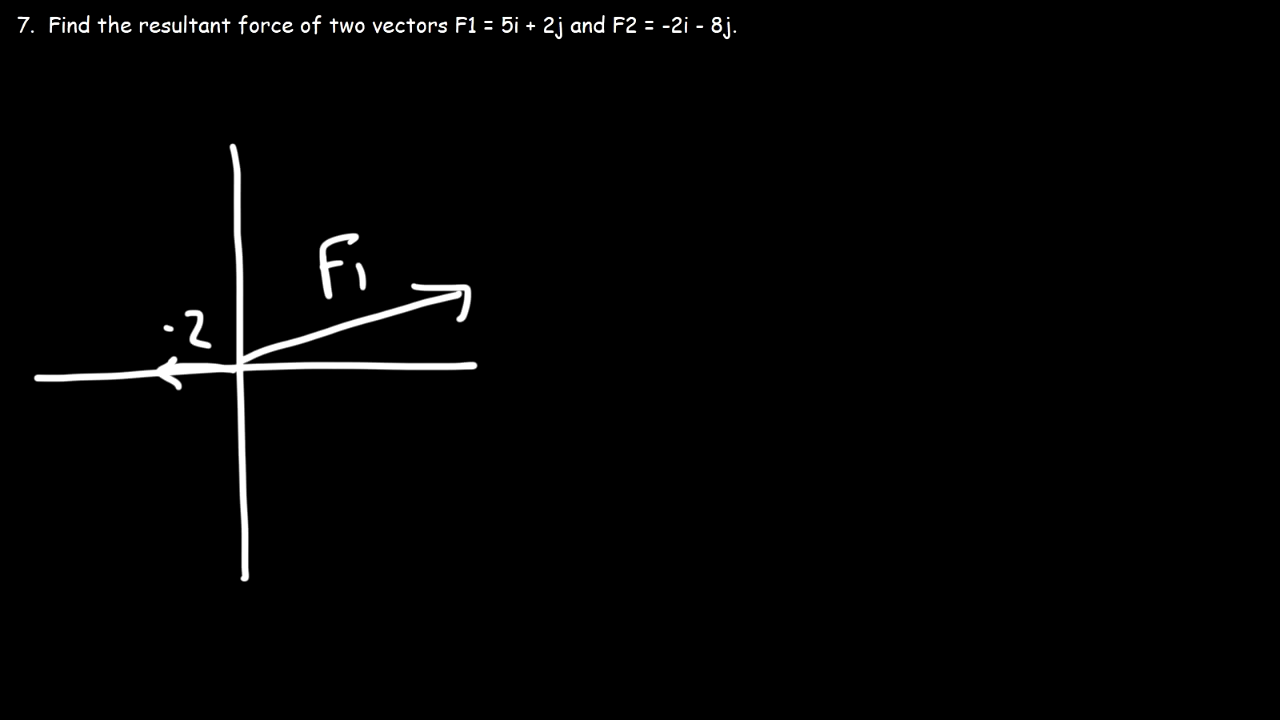 7. Find the resultant force of two vectors F1 = 5i + 2j and F2 = -2i - 8j.
F1
-2